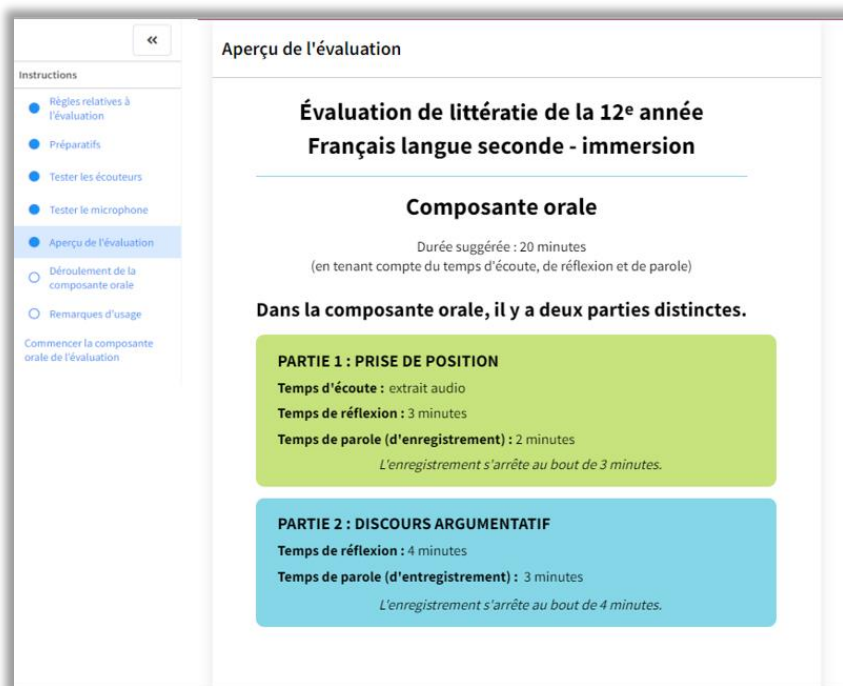 «
Instructions
Règles relatives à
l'évaluation
Préparatifs
Tester les écouteurs
Tester le microphone
Aperçu de l'évaluation
Déroulement de la
composante orale
Remarques d'usage
Commencer la composante
orale de l'évaluation
Aperçu de l'évaluation
Évaluation de littératie de la 12e année
Français langue seconde - immersion
Composante orale
Durée suggérée : 20 minutes
(en tenant compte du temps d'écoute, de réflexion et de parole)
Dans la composante orale, il y a deux parties distinctes.
PARTIE 1 : PRISE DE POSITION
Temps d'écoute : extrait audio
Temps de réflexion : 3 minutes
Temps de parole (d'enregistrement) : 2 minutes
L'enregistrement s'arrête au bout de 3 minutes.
PARTIE 2 : DISCOURS ARGUMENTATIF
Temps de réflexion : 4 minutes
Temps de parole (d'entregistrement) : 3 minutes
L'enregistrement s'arrête au bout de 4 minutes.